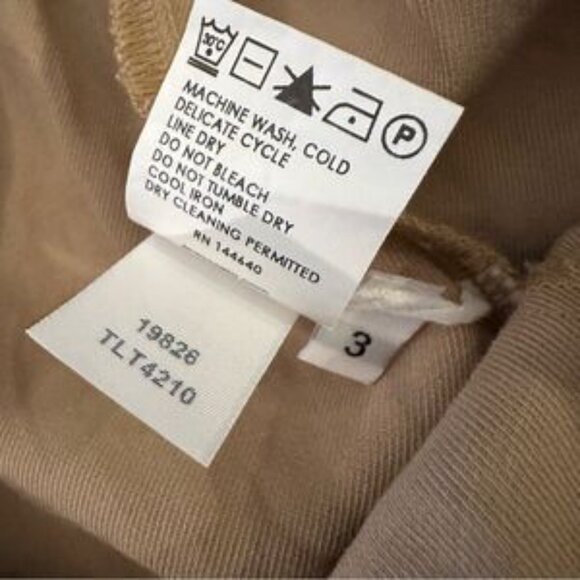 30°C
P
MACHINE WASH, COLD
DELICATE CYCLE
LINE DRY
DO NOT BLEACH
DO NOT TUMBLE DRY
COOL IRON
DRY CLEANING PERMITTED
RN 144640
19826
TLT4210
3